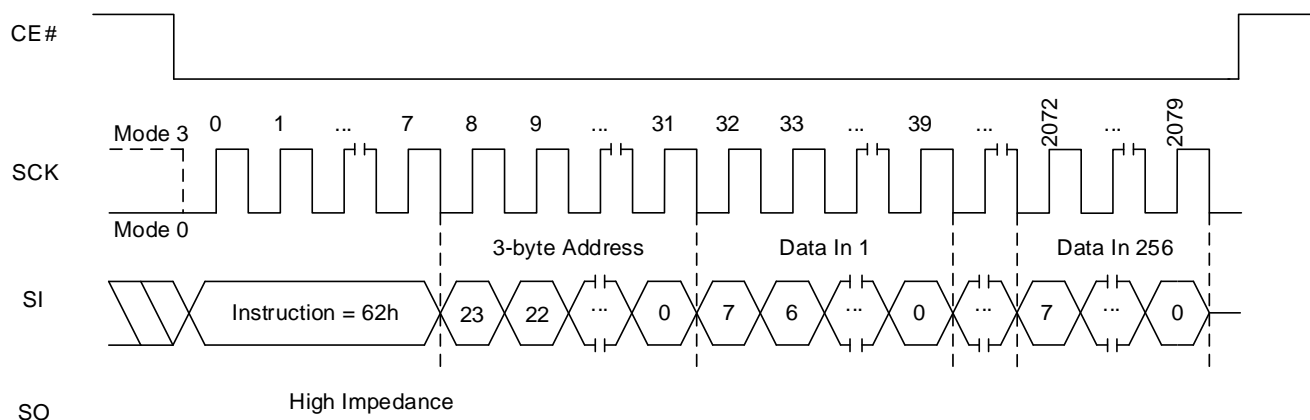 CE#
Mode 3
0 1 ... 7 8 9 ... 31 32 33 ... 39 ... 2072 ... 2079
SCK
Mode 0
3-byte Address Data In 1 Data In 256
SI
Instruction = 62h 23 22 ... 0 7 6 ... 0 ... 7 ... 0
High Impedance
SO